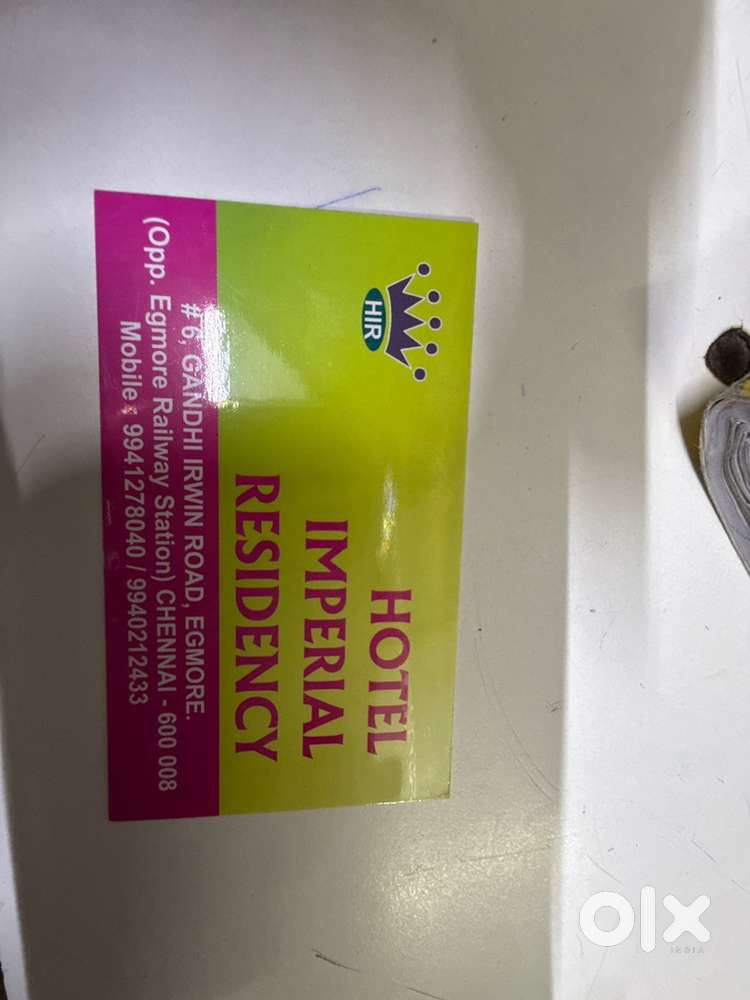 HIR
HOTEL
IMPERIAL
RESIDENCY
# 6, GANDHI IRWIN ROAD, EGMORE.
(Opp. Egmore Railway Station) CHENNAI - 600 008
Mobile : 9941278040 / 9940212433
olx
INDIA